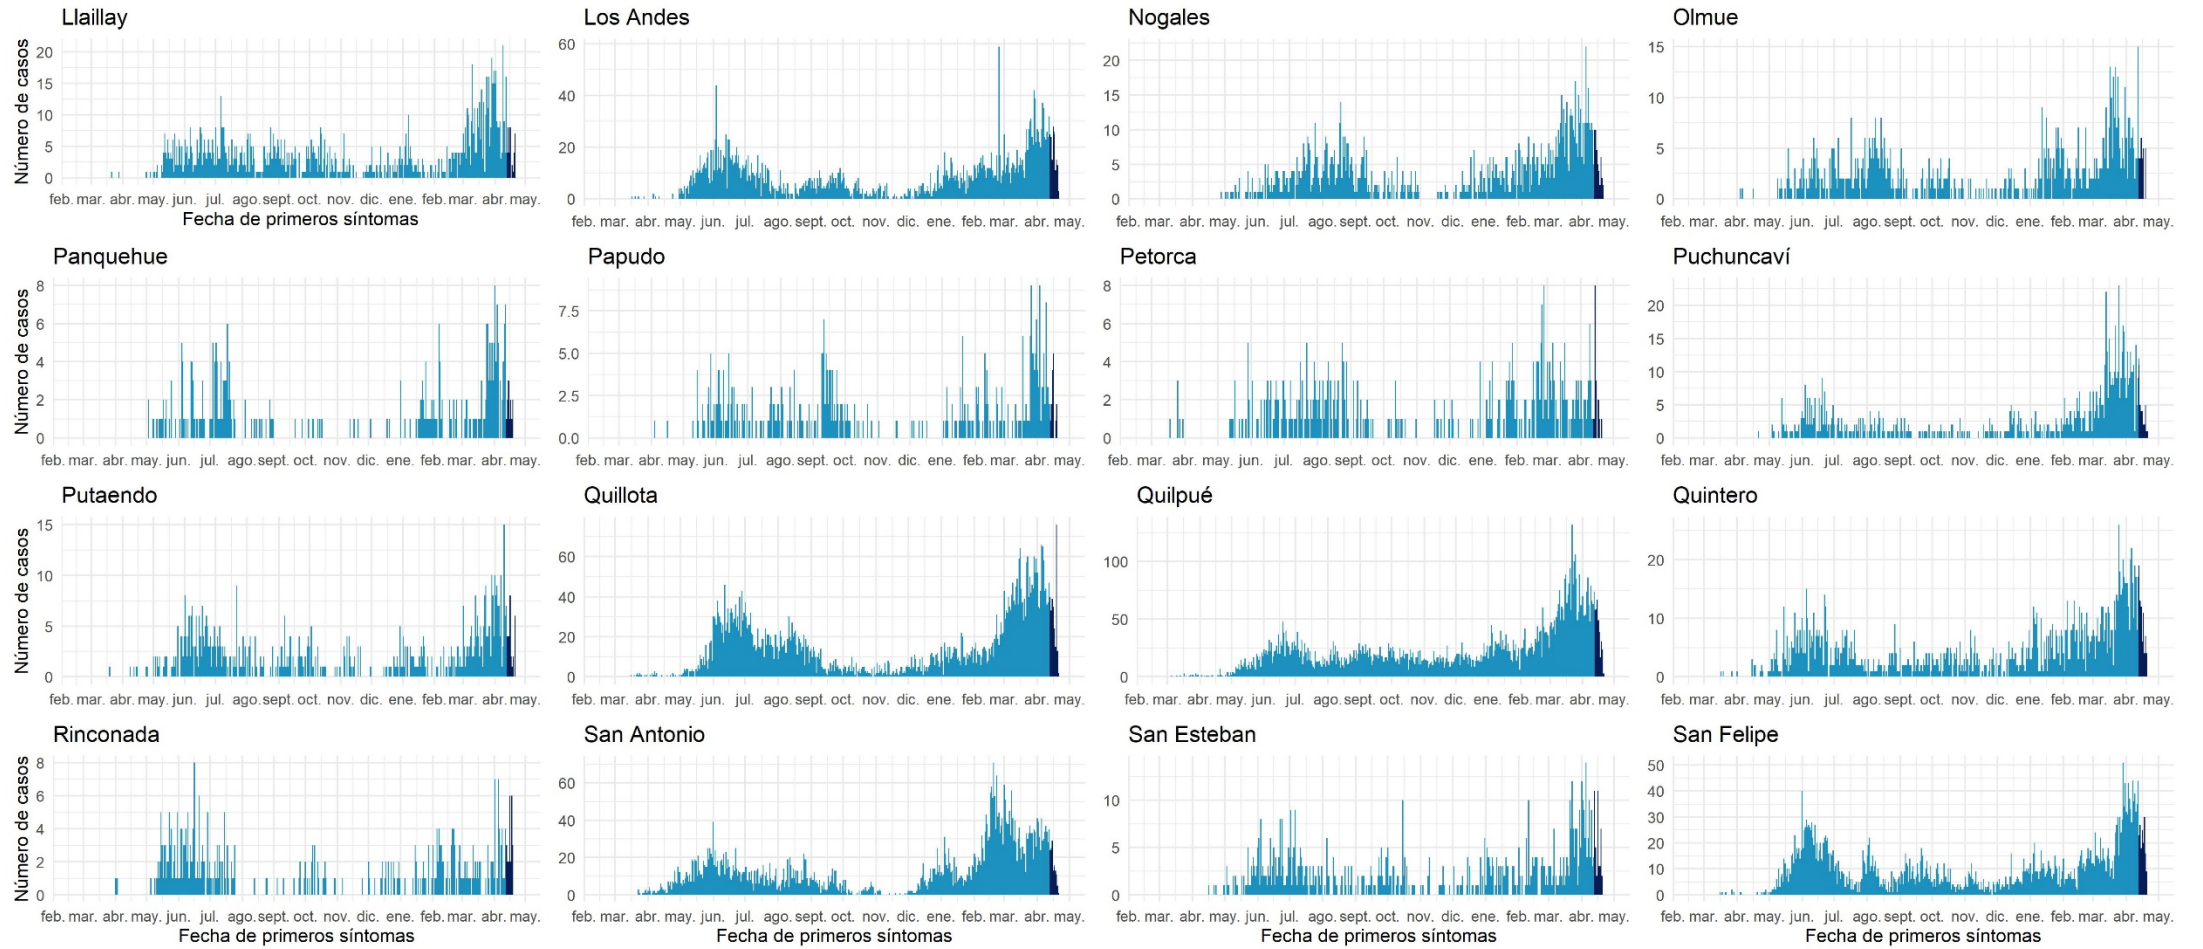 Llaillay
Los Andes
Nogales
Olmue
Número de casos
20
15
10
5
0
feb. mar. abr. may. jun. jul. ago. sept. oct. nov. dic. ene. feb. mar. abr. may.
Fecha de primeros síntomas
60
40
20
0
feb. mar. abr. may. jun. jul. ago. sept. oct. nov. dic. ene. feb. mar. abr. may.
20
15
10
5
0
feb. mar. abr. may. jun. jul. ago. sept. oct. nov. dic. ene. feb. mar. abr. may.
15
10
5
0
feb. mar. abr. may. jun. jul. ago. sept. oct. nov. dic. ene. feb. mar. abr. may.
Panquehue
Papudo
Petorca
Puchuncaví
Número de casos
8
6
4
2
0
feb. mar. abr. may. jun. jul. ago. sept. oct. nov. dic. ene. feb. mar. abr. may.
7.5
5.0
2.5
0.0
feb. mar. abr. may. jun. jul. ago. sept. oct. nov. dic. ene. feb. mar. abr. may.
8
6
4
2
0
feb. mar. abr. may. jun. jul. ago. sept. oct. nov. dic. ene. feb. mar. abr. may.
20
15
10
5
0
feb. mar. abr. may. jun. jul. ago. sept. oct. nov. dic. ene. feb. mar. abr. may.
Putaendo
Quillota
Quilpué
Quintero
Número de casos
15
10
5
0
feb. mar. abr. may. jun. jul. ago. sept. oct. nov. dic. ene. feb. mar. abr. may.
60
40
20
0
feb. mar. abr. may. jun. jul. ago. sept. oct. nov. dic. ene. feb. mar. abr. may.
100
50
0
feb. mar. abr. may. jun. jul. ago. sept. oct. nov. dic. ene. feb. mar. abr. may.
20
10
0
feb. mar. abr. may. jun. jul. ago. sept. oct. nov. dic. ene. feb. mar. abr. may.
Rinconada
San Antonio
San Esteban
San Felipe
Número de casos
8
6
4
2
0
feb. mar. abr. may. jun. jul. ago. sept. oct. nov. dic. ene. feb. mar. abr. may.
Fecha de primeros síntomas
60
40
20
0
feb. mar. abr. may. jun. jul. ago. sept. oct. nov. dic. ene. feb. mar. abr. may.
Fecha de primeros síntomas
10
5
0
feb. mar. abr. may. jun. jul. ago. sept. oct. nov. dic. ene. feb. mar. abr. may.
Fecha de primeros síntomas
50
40
30
20
10
0
feb. mar. abr. may. jun. jul. ago. sept. oct. nov. dic. ene. feb. mar. abr. may.
Fecha de primeros síntomas